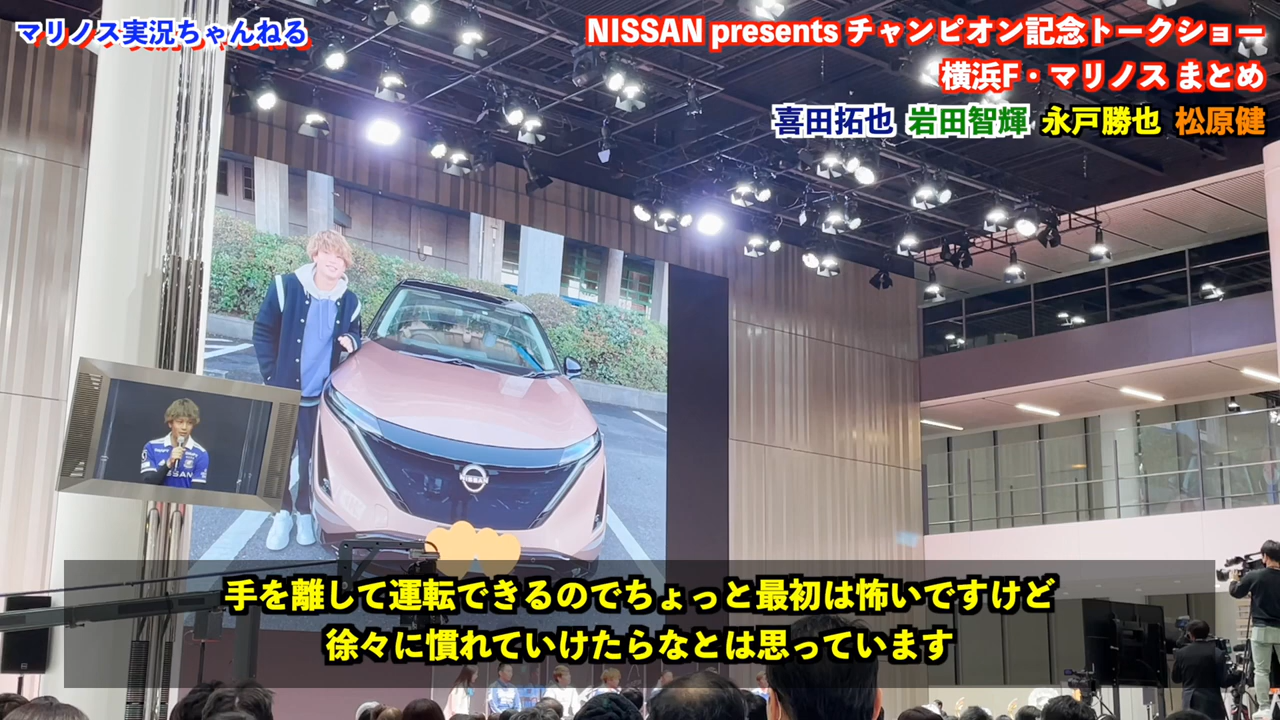 マリノス実況ちゃんねる
NISSAN presents チャンピオン記念トークショー
横浜F・マリノス まとめ
喜田拓也 岩田智輝 永戸勝也 松原健
NISSAN
NISSAN
手を離して運転できるのでちょっと最初は怖いですけど
徐々に慣れていけたらなとは思っています